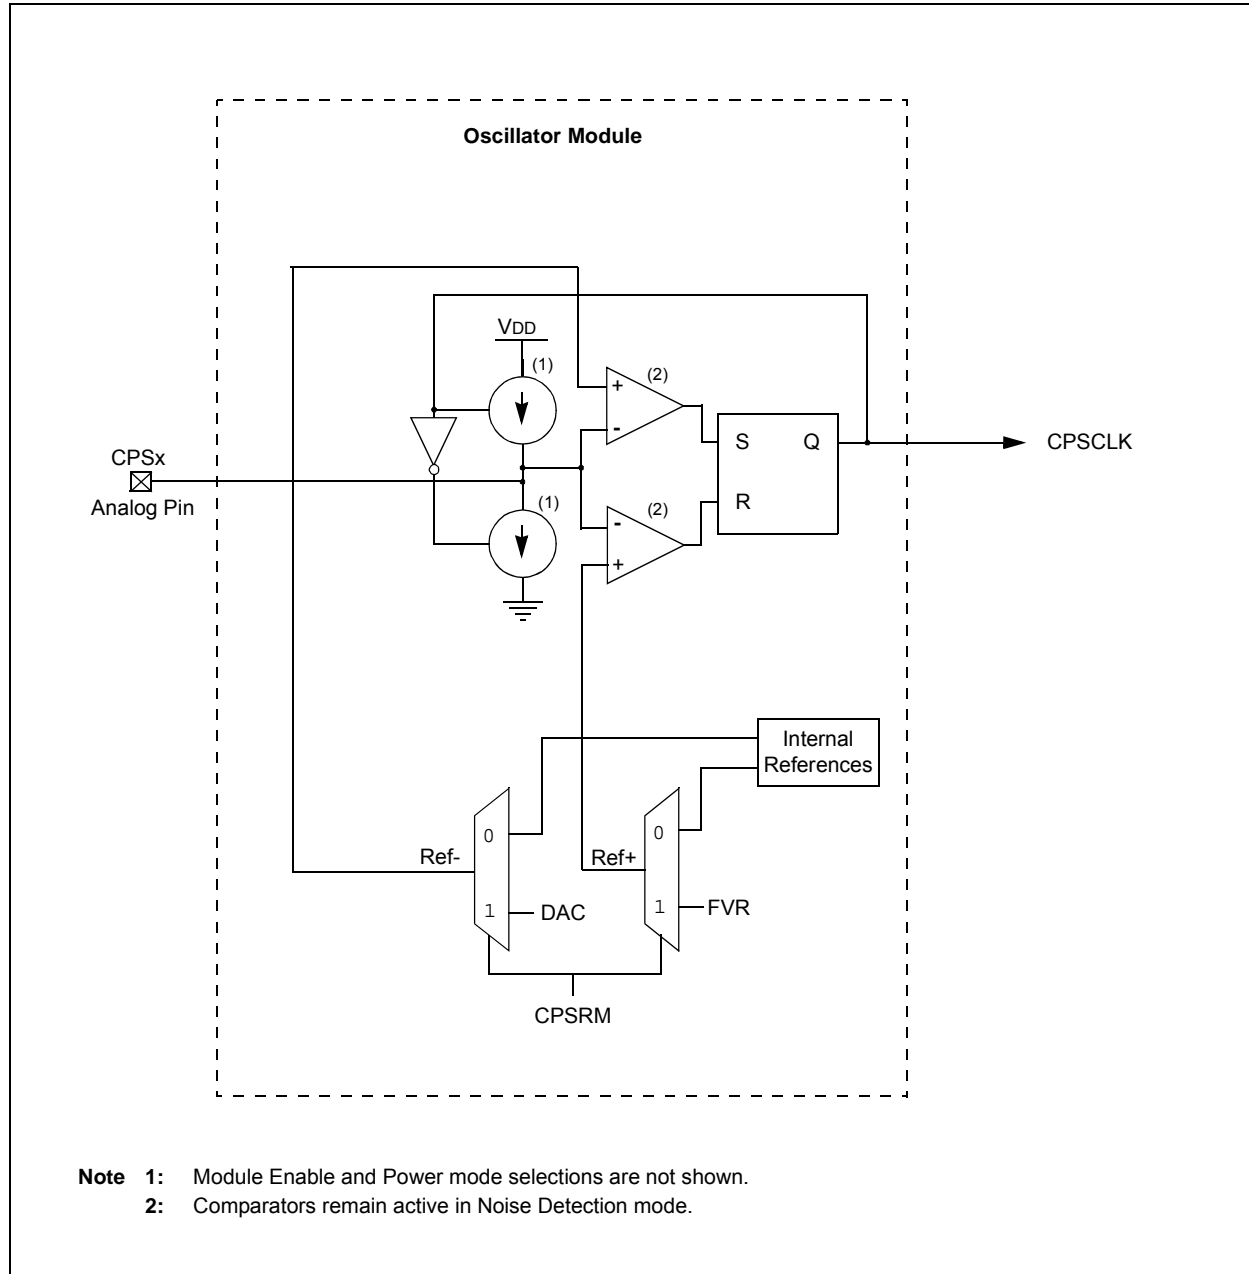 Oscillator Module
VDD
(1)
(2)
+
-
S Q
CPSx
CPSCLK
Analog Pin
(1)
(2)
R
-
+
Internal
References
0
0
Ref-
Ref+
1
DAC
1
FVR
CPSRM
Note 1: Module Enable and Power mode selections are not shown.
2: Comparators remain active in Noise Detection mode.